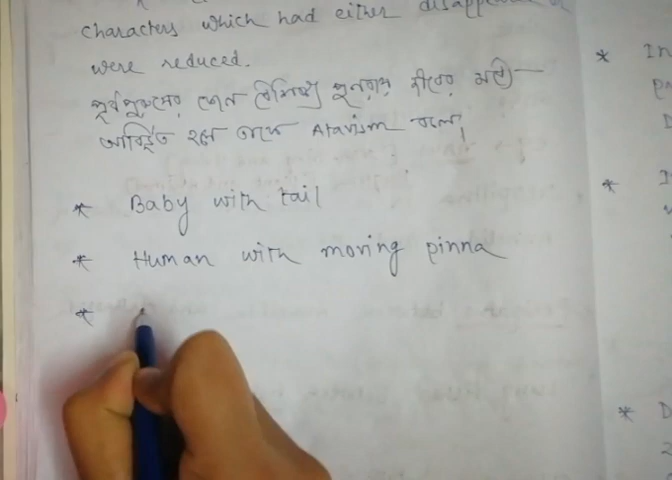 characters which had either
were reduced.
পূর্বপুরুষের কোন বৈশিষ্ট্য পুনরায় জীবের মধ্যে
আবির্ভূত হলে তাকে Atavism বলে।
* Baby with tail
* Human with moving pinna
*
* In
* I
* D